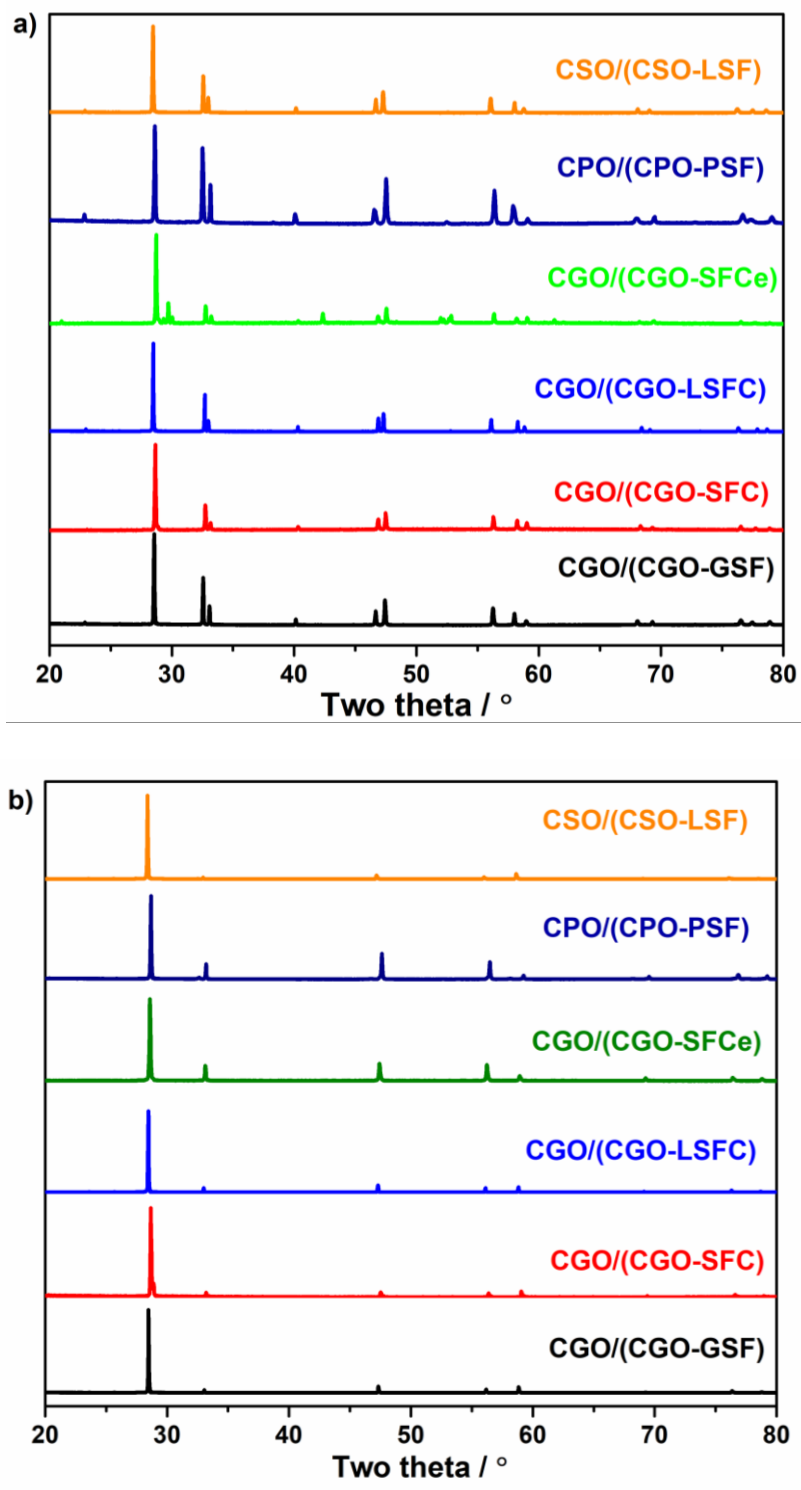 a)
CSO/(CSO-LSF)
CPO/(CPO-PSF)
CGO/(CGO-SFCe)
CGO/(CGO-LSFC)
CGO/(CGO-SFC)
CGO/(CGO-GSF)
20 30 40 50 60 70 80
Two theta / °
b)
CSO/(CSO-LSF)
CPO/(CPO-PSF)
CGO/(CGO-SFCe)
CGO/(CGO-LSFC)
CGO/(CGO-SFC)
CGO/(CGO-GSF)
20 30 40 50 60 70 80
Two theta / °